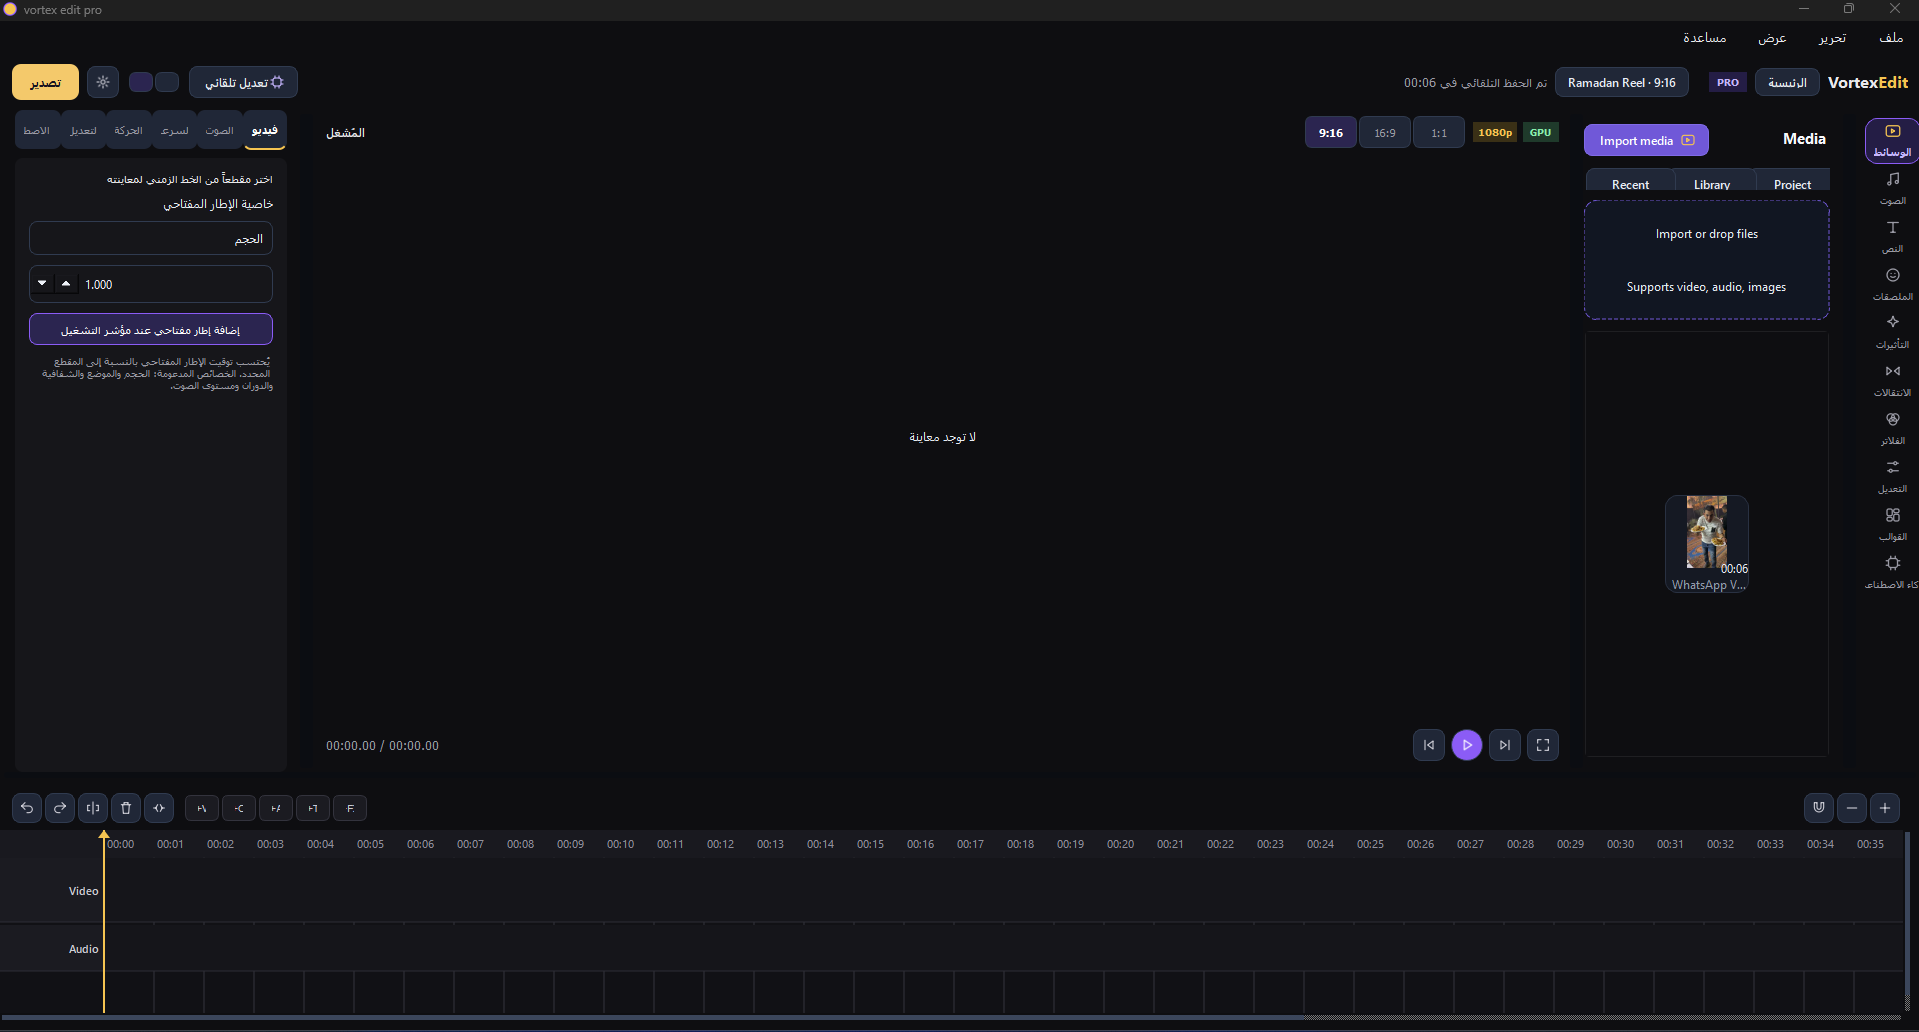 vortex edit pro
ملف
تحرير
عرض
مساعدة
VortexEdit
الرئيسية
PRO
Ramadan Reel · 9:16
تم الحفظ التلقائي في 00:06
تعديل تلقائي
تصدير
فيديو
الصوت
لسرعـ
الحركة
لتعديل
الاصط
اختر مقطعاً من الخط الزمني لمعاينته
خاصية الإطار المفتاحي
الحجم
1.000
إضافة إطار مفتاحي عند مؤشر التشغيل
يُحتسب توقيت الإطار المفتاحي بالنسبة إلى المقطع
المحدد. الخصائص المدعومة: الحجم والموضع والشفافية
والدوران ومستوى الصوت.
المُشغل
9:16
16:9
1:1
1080p
GPU
لا توجد معاينة
00:00.00 / 00:00.00
Media
Import media
Recent
Library
Project
Import or drop files
Supports video, audio, images
00:06
WhatsApp V...
الوسائط
الصوت
النص
الملصقات
التأثيرات
الانتقالات
الفلاتر
التعديل
القوالب
كاء الاصطناعـ
00:00 00:01 00:02 00:03 00:04 00:05 00:06 00:07 00:08 00:09 00:10 00:11 00:12 00:13 00:14 00:15 00:16 00:17 00:18 00:19 00:20 00:21 00:22 00:23 00:24 00:25 00:26 00:27 00:28 00:29 00:30 00:31 00:32 00:33 00:34 00:35
Video
Audio